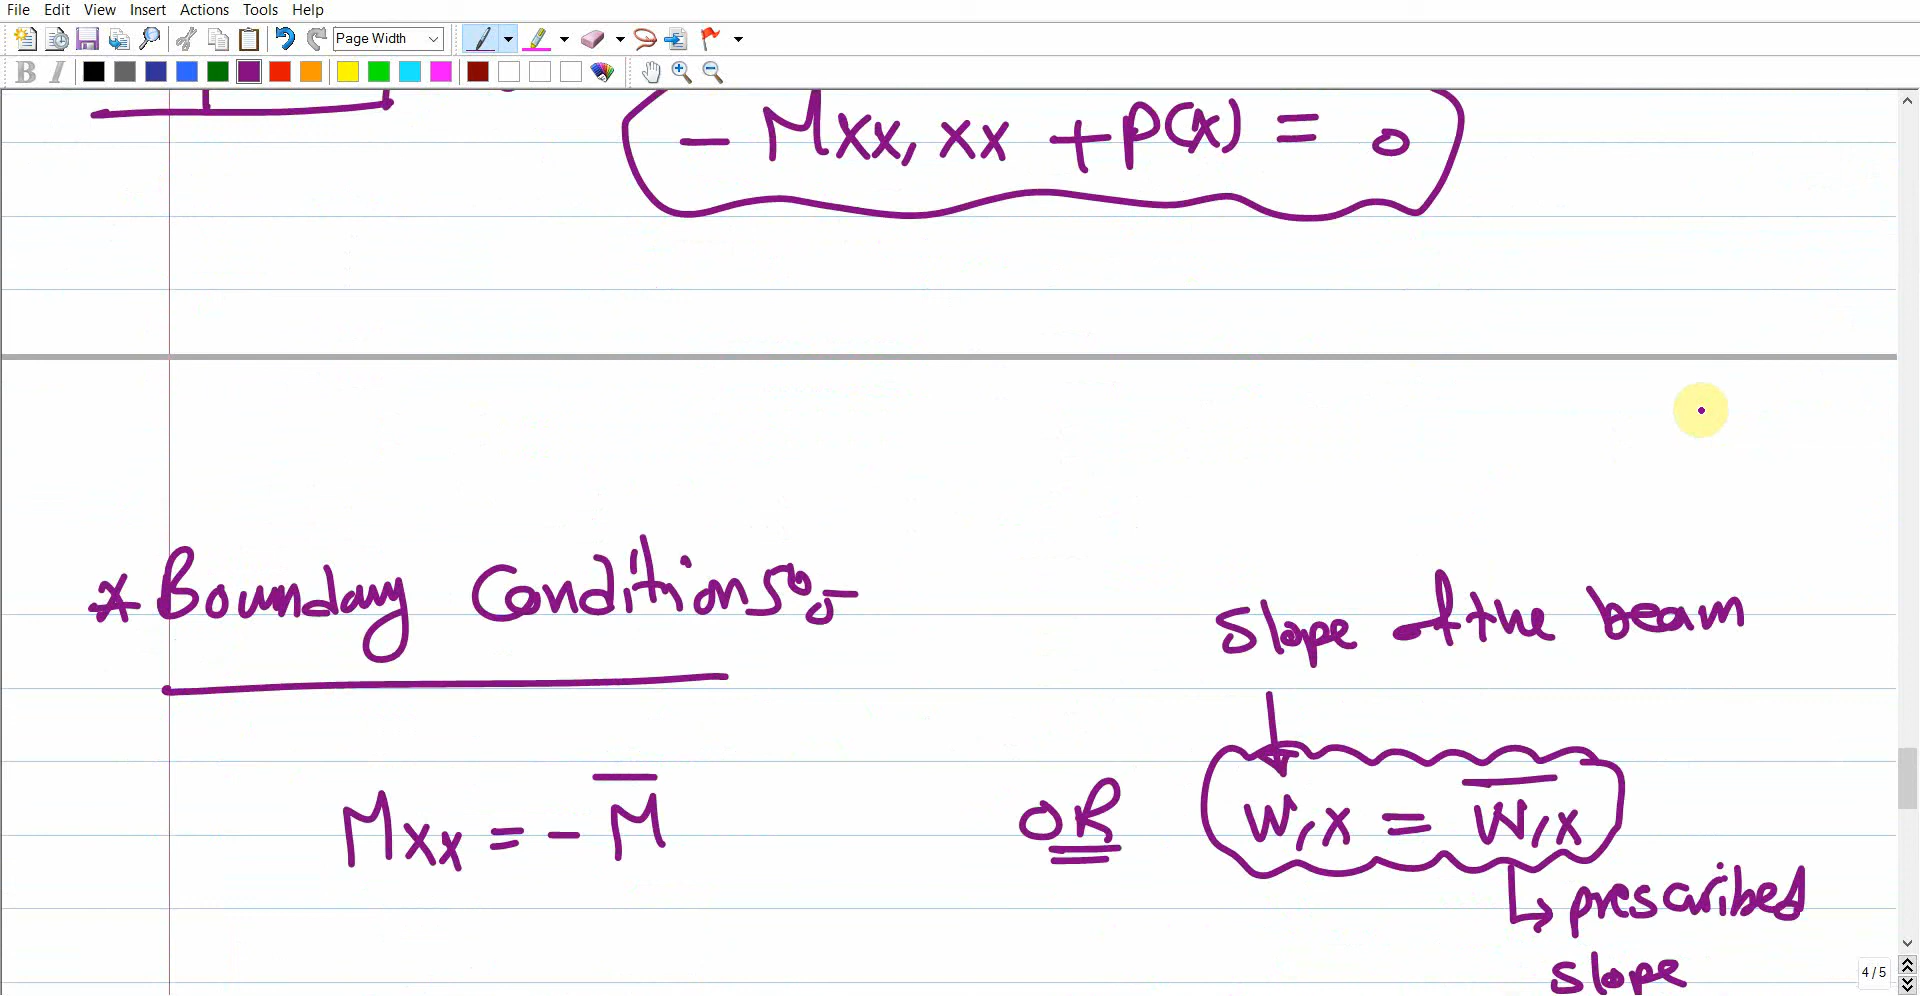 File Edit View Insert Actions Tools Help
Page Width
B I
- Mxx,xx + P(x) = 0
* Boundary Conditions:-
slope of the beam
Mxx = - M̅ OR w,x = w̅,x̅
prescribed
slope
4 / 5